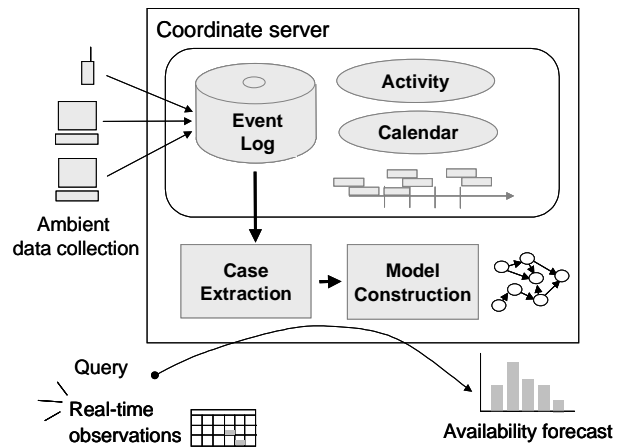 Coordinate server
Event
Log
Activity
Calendar
Ambient
data collection
Case
Extraction
Model
Construction
Query
Real-time
observations
Availability forecast